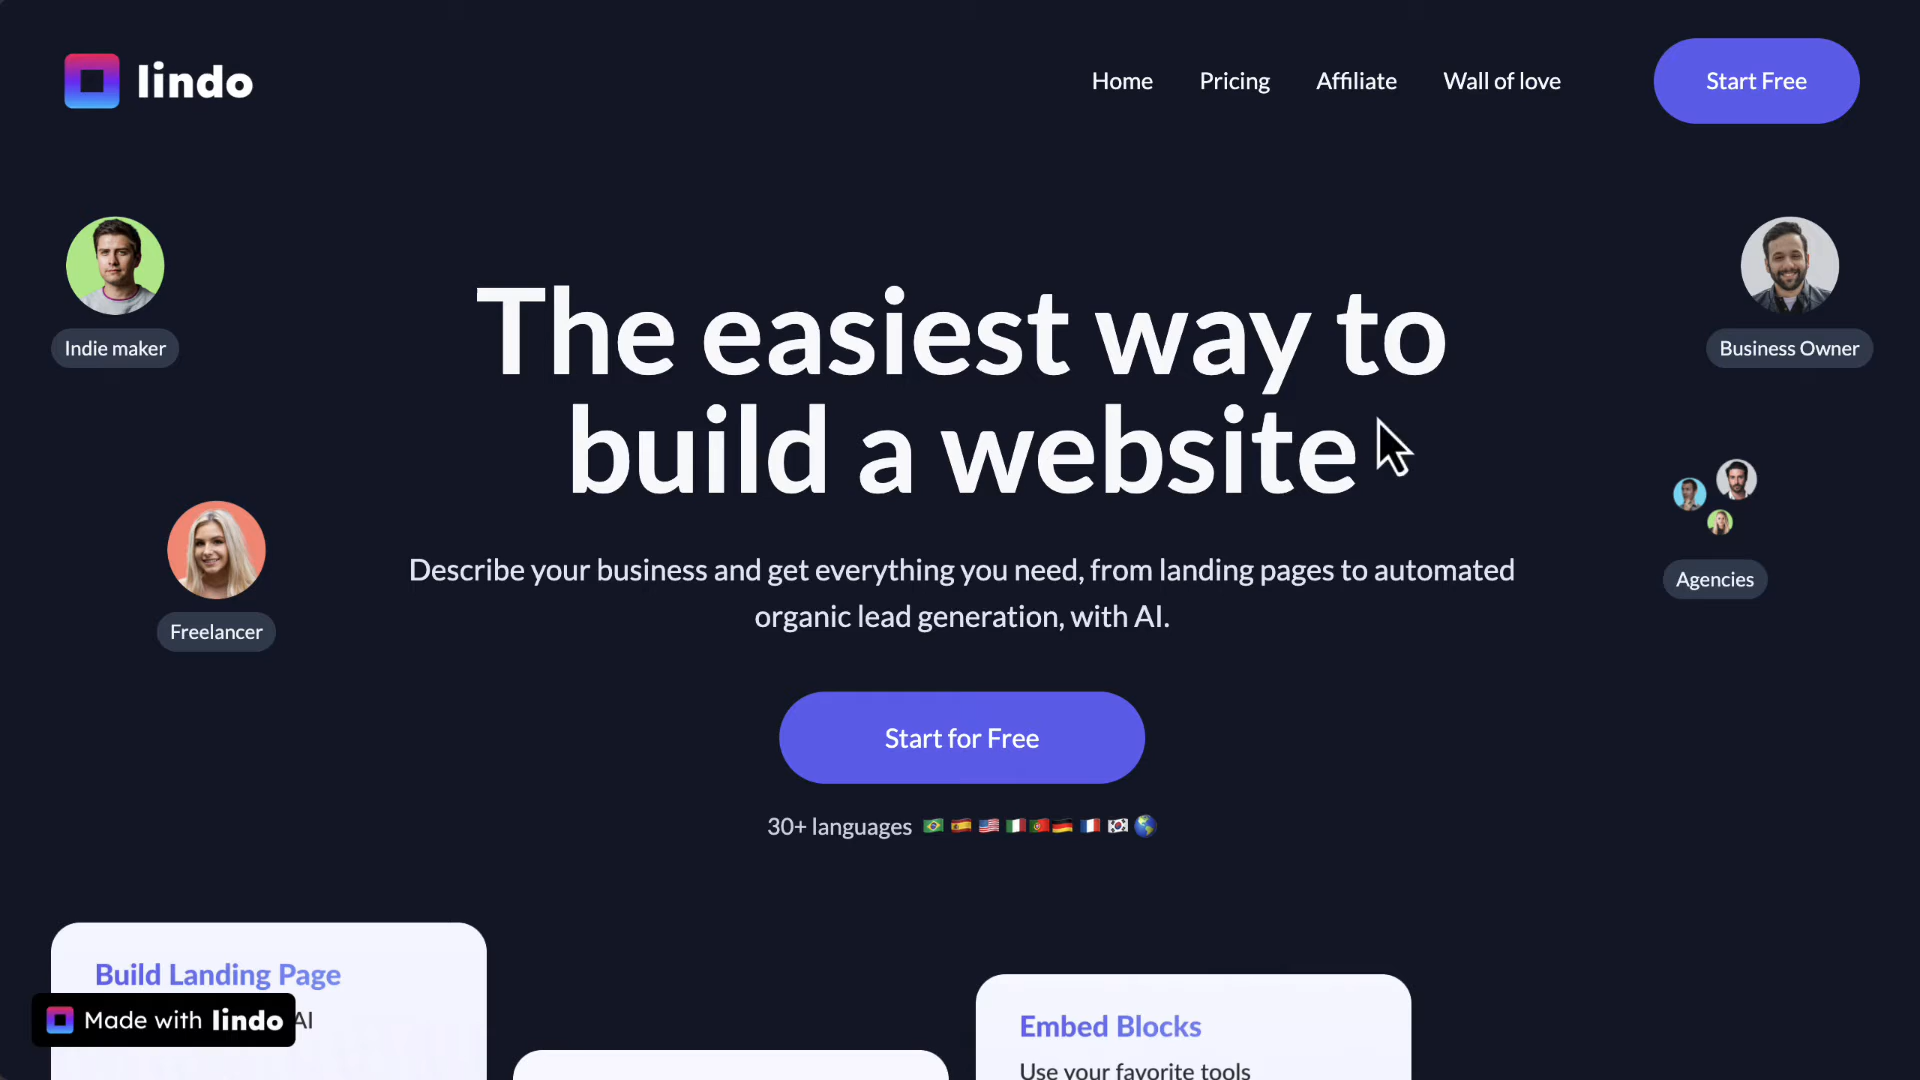 lindo
Home
Pricing
Affiliate
Wall of love
Start Free
Indie maker
Business Owner
The easiest way to
build a website
Freelancer
Agencies
Describe your business and get everything you need, from landing pages to automated
organic lead generation, with AI.
Start for Free
30+ languages
Build Landing Page
AI
Made with lindo
Embed Blocks
Use your favorite tools